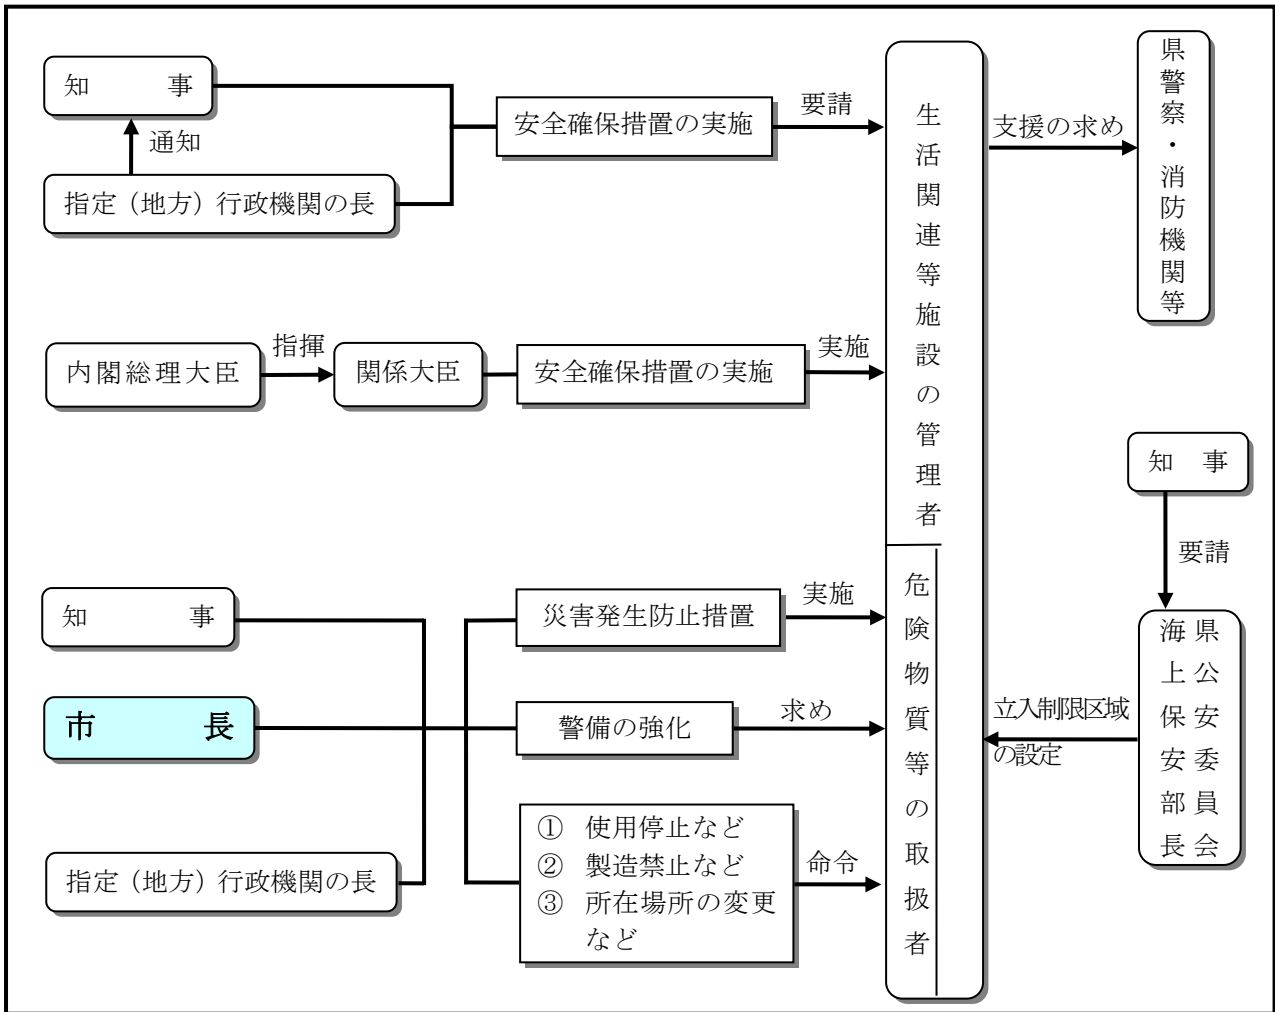 知　　事
通知
指定（地方）行政機関の長
安全確保措置の実施
要請
内閣総理大臣
指揮
関係大臣
安全確保措置の実施
実施
知　　事
市　　長
指定（地方）行政機関の長
災害発生防止措置
実施
警備の強化
求め
①　使用停止など
②　製造禁止など
③　所在場所の変更
など
命令
生活関連等施設の管理者
危険物質等の取扱者
支援の求め
県警察・消防機関等
知　事
要請
県公安委員会
海上保安部長
立入制限区域
の設定